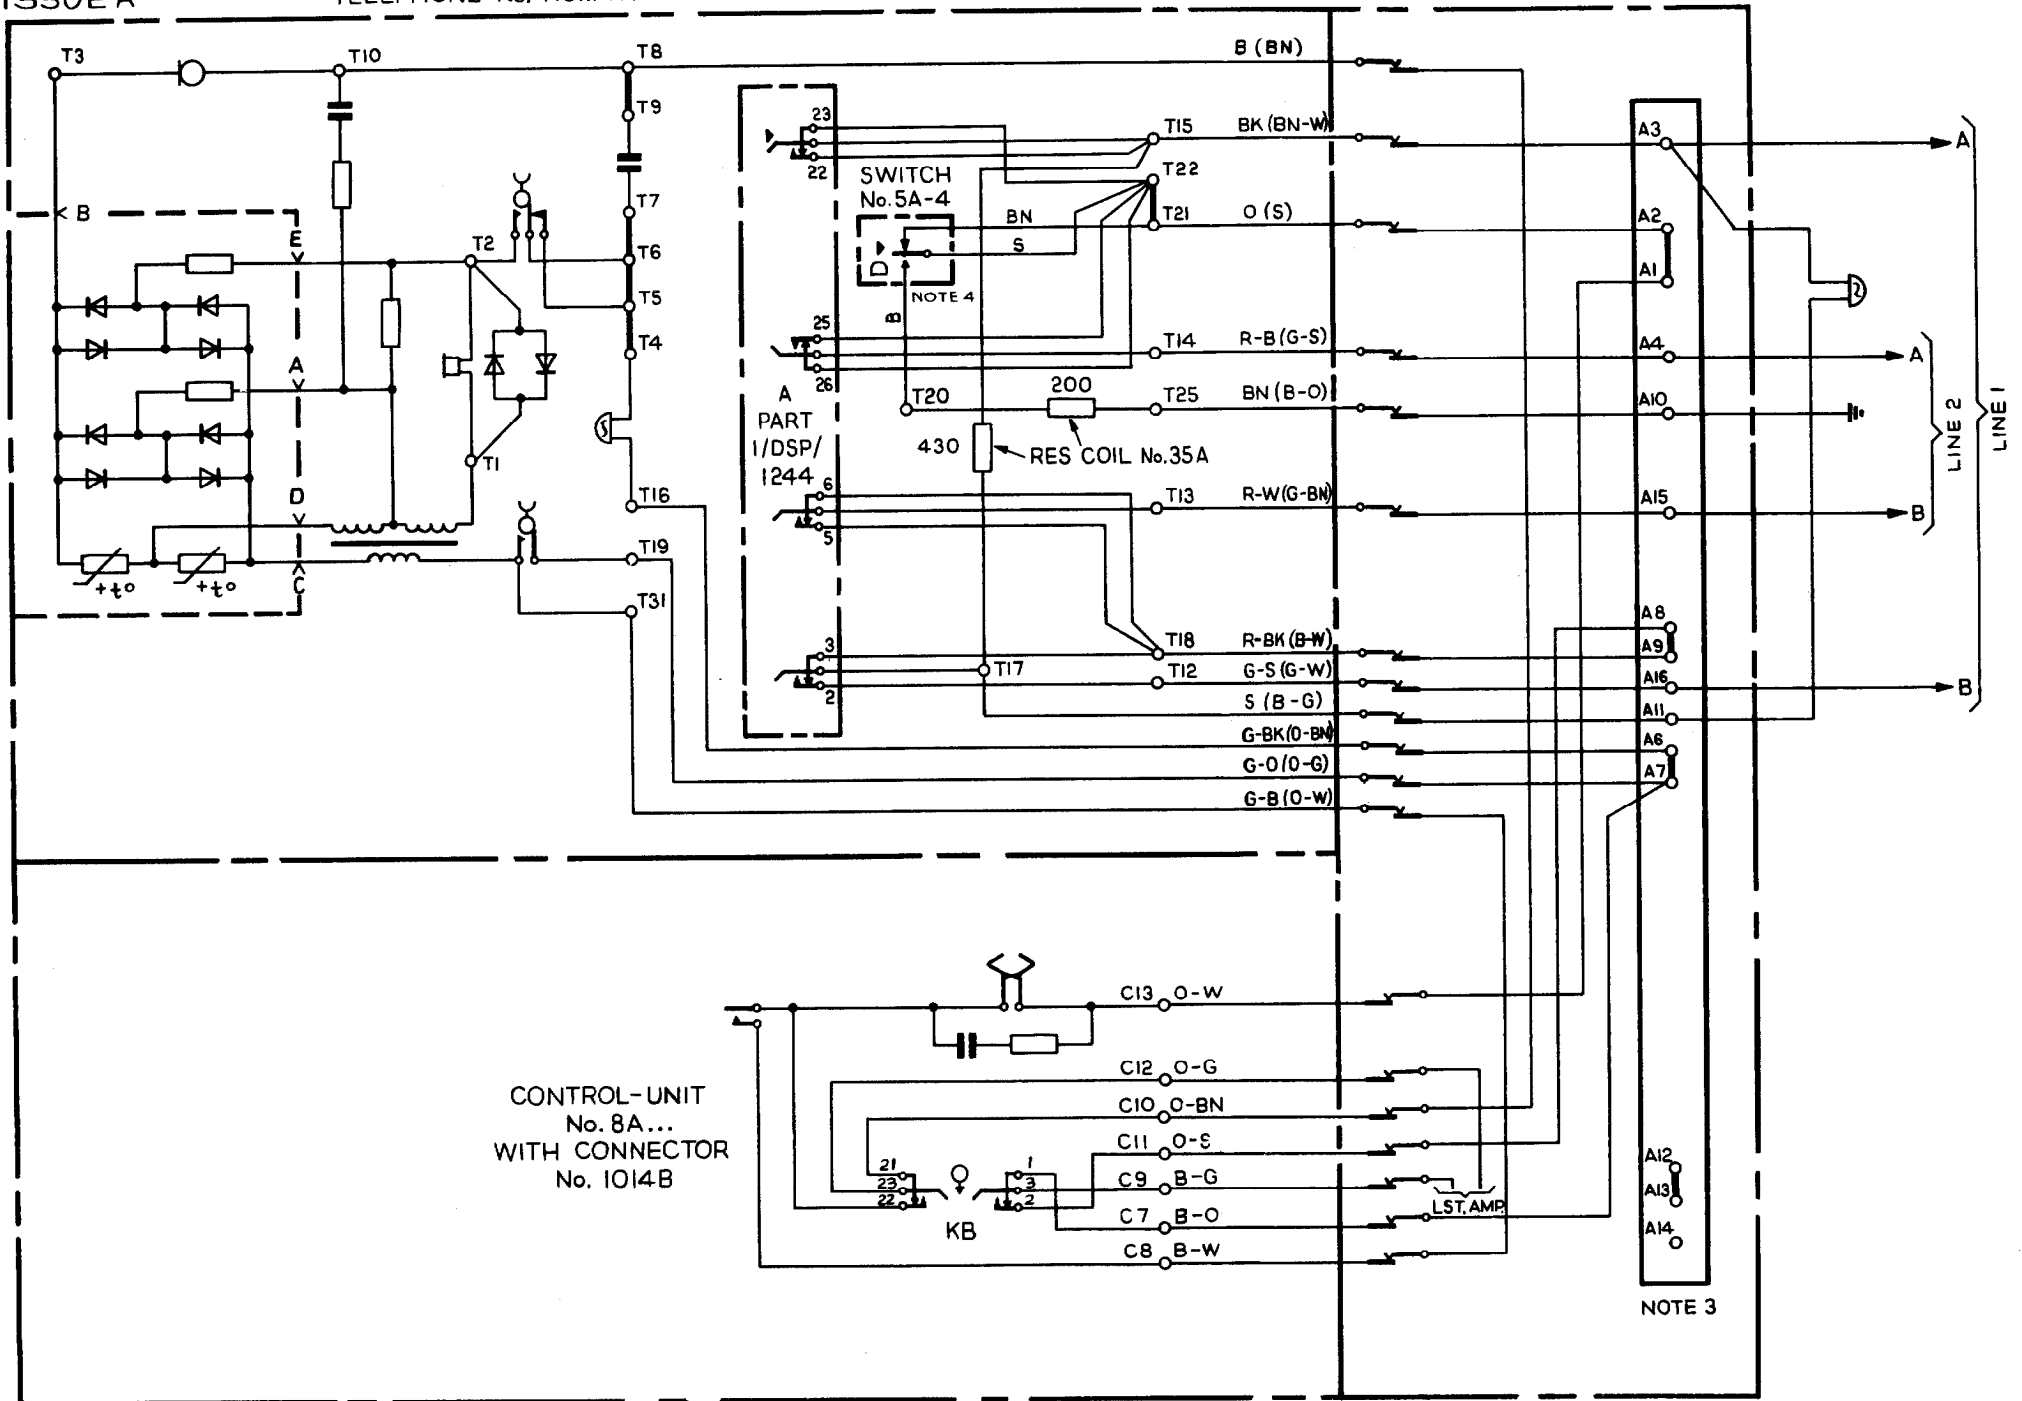 ISSUE A
T3
T10
T8
B (BN)
T9
23
T15
BK (BN-W)
A3
A
22
SWITCH
No. 5A-4
T22
T7
B
BN
T21
O (S)
A2
E
T2
T6
S
D
A1
T5
NOTE 4
B
25
T4
T14
R-B (G-S)
A4
A
A
26
A
PART
1/DSP/
1244
T20
200
T25
BN (B-O)
A10
LINE 2
LINE 1
430
RES COIL No. 35A
T1
D
T16
6
T13
R-W (G-BN)
A15
B
5
T19
+t°
+t°
C
T31
A8
3
T18
R-BK (B-W)
A9
T17
T12
G-S (G-W)
A16
B
2
S (B-G)
A11
G-BK (O-BN)
A6
G-O (O-G)
A7
G-B (O-W)
C13 O-W
C12 O-G
CONTROL-UNIT
No. 8A...
WITH CONNECTOR
No. 1014B
C10 O-BN
C11 O-S
21
1
A12
23
3
C9 B-G
A13
22
2
LST. AMP.
KB
C7 B-O
A14
C8 B-W
NOTE 3